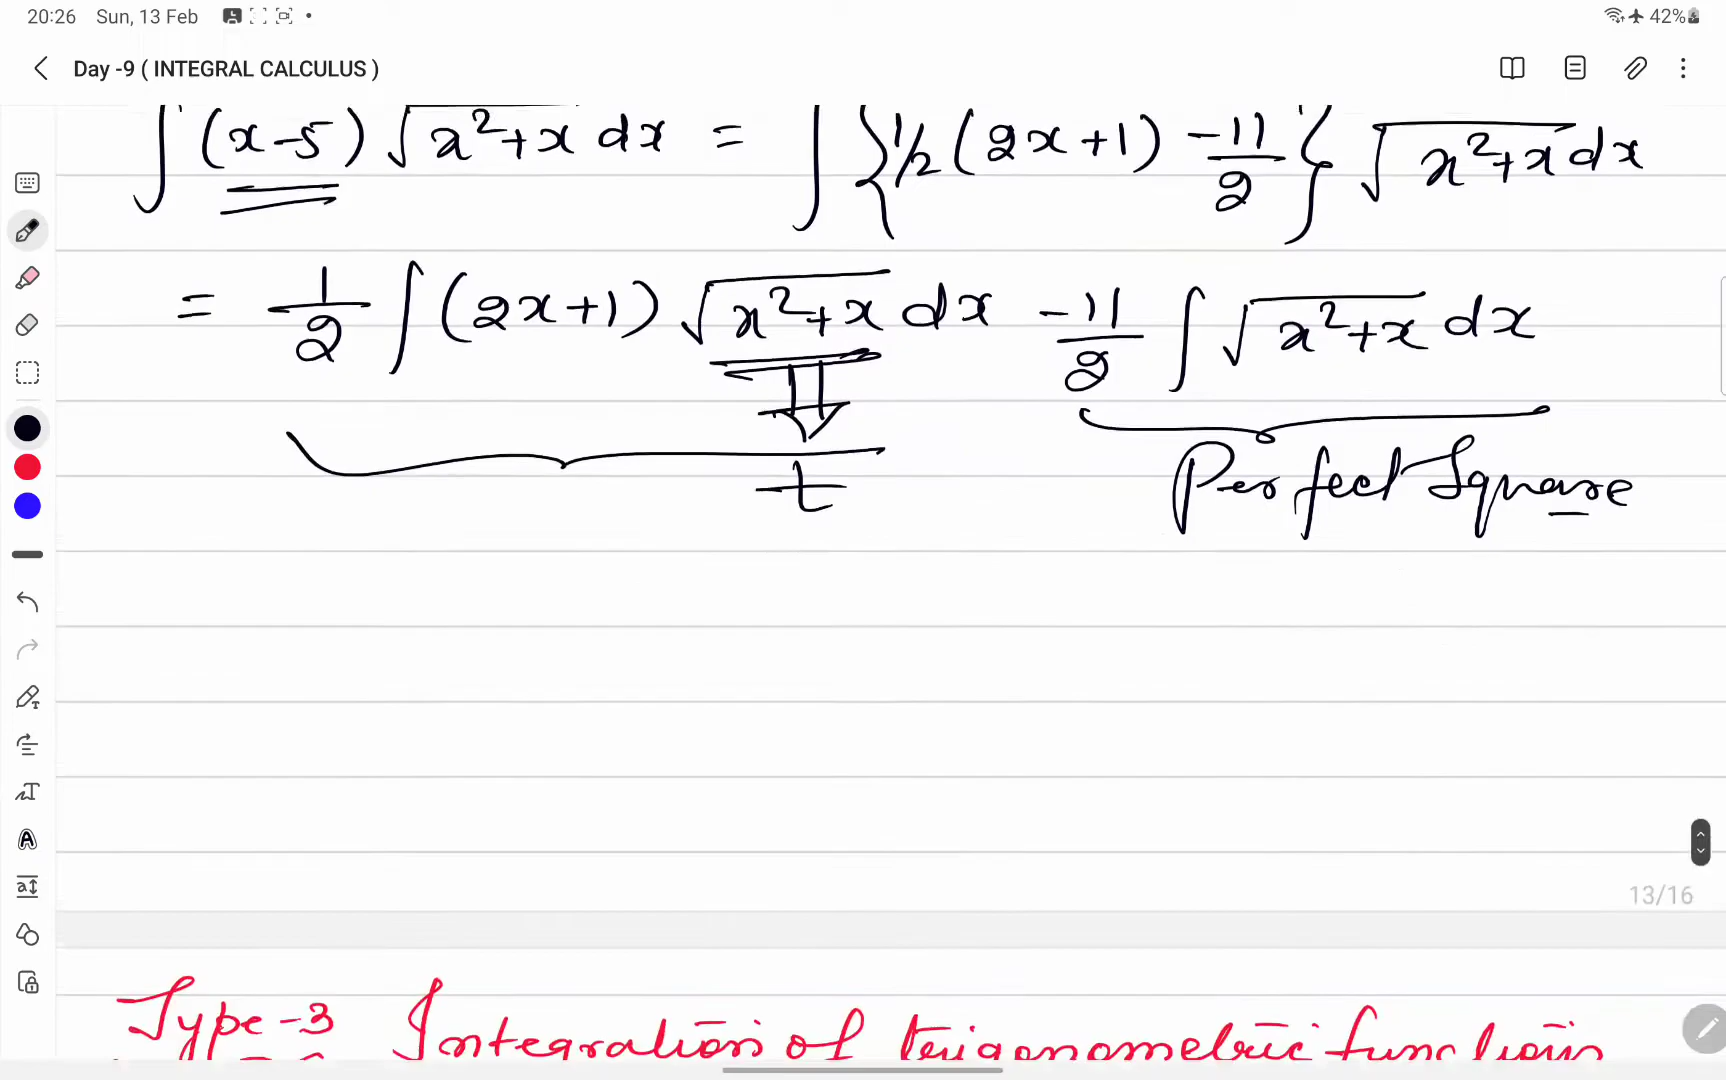 20:26 Sun, 13 Feb 42%
Day -9 ( INTEGRAL CALCULUS )
∫ (x-5) √(x²+x) dx = ∫ {1/2 (2x+1) -11/2} √(x²+x) dx
= 1/2 ∫ (2x+1) √(x²+x) dx -11/2 ∫ √(x²+x) dx
t Perfect Square
13/16
Type-3 Integration of trigonometric functions